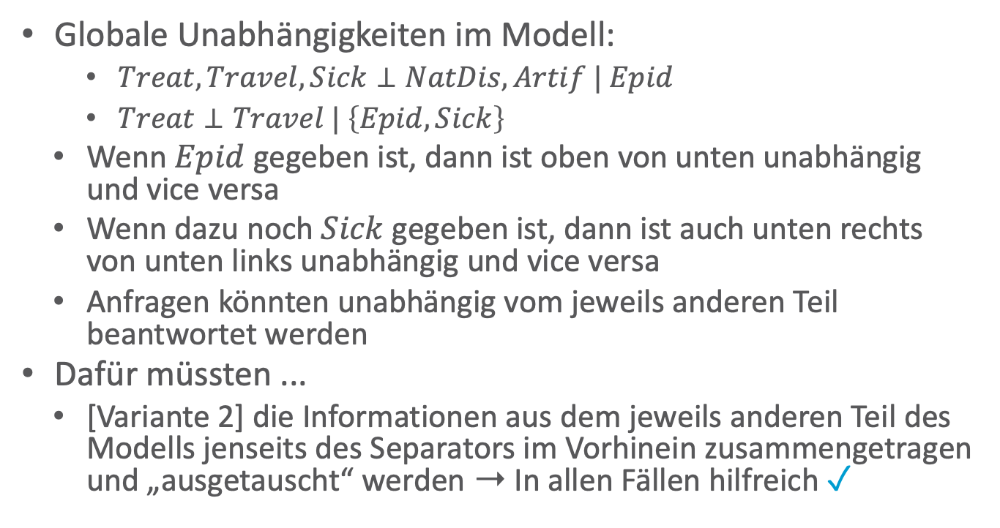 • Globale Unabhängigkeiten im Modell:
• Treat, Travel, Sick ⊥ NatDis, Artif | Epid
• Treat ⊥ Travel | {Epid, Sick}
• Wenn Epid gegeben ist, dann ist oben von unten unabhängig
und vice versa
• Wenn dazu noch Sick gegeben ist, dann ist auch unten rechts
von unten links unabhängig und vice versa
• Anfragen könnten unabhängig vom jeweils anderen Teil
beantwortet werden
• Dafür müssten ...
• [Variante 2] die Informationen aus dem jeweils anderen Teil des
Modells jenseits des Separators im Vorhinein zusammengetragen
und „ausgetauscht“ werden → In allen Fällen hilfreich ✓